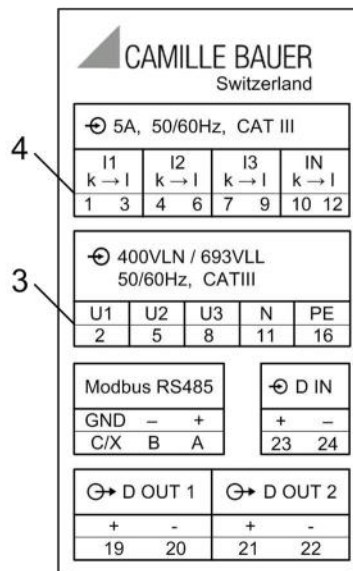 CAMILLE BAUER
Switzerland
5A, 50/60Hz, CAT III
4
I1 I2 I3 IN
k → l k → l k → l k → l
1 3 4 6 7 9 10 12
400VLN / 693VLL
50/60Hz, CATIII
3
U1 U2 U3 N PE
2 5 8 11 16
Modbus RS485 D IN
GND – + + –
C/X B A 23 24
D OUT 1 D OUT 2
+ - + -
19 20 21 22